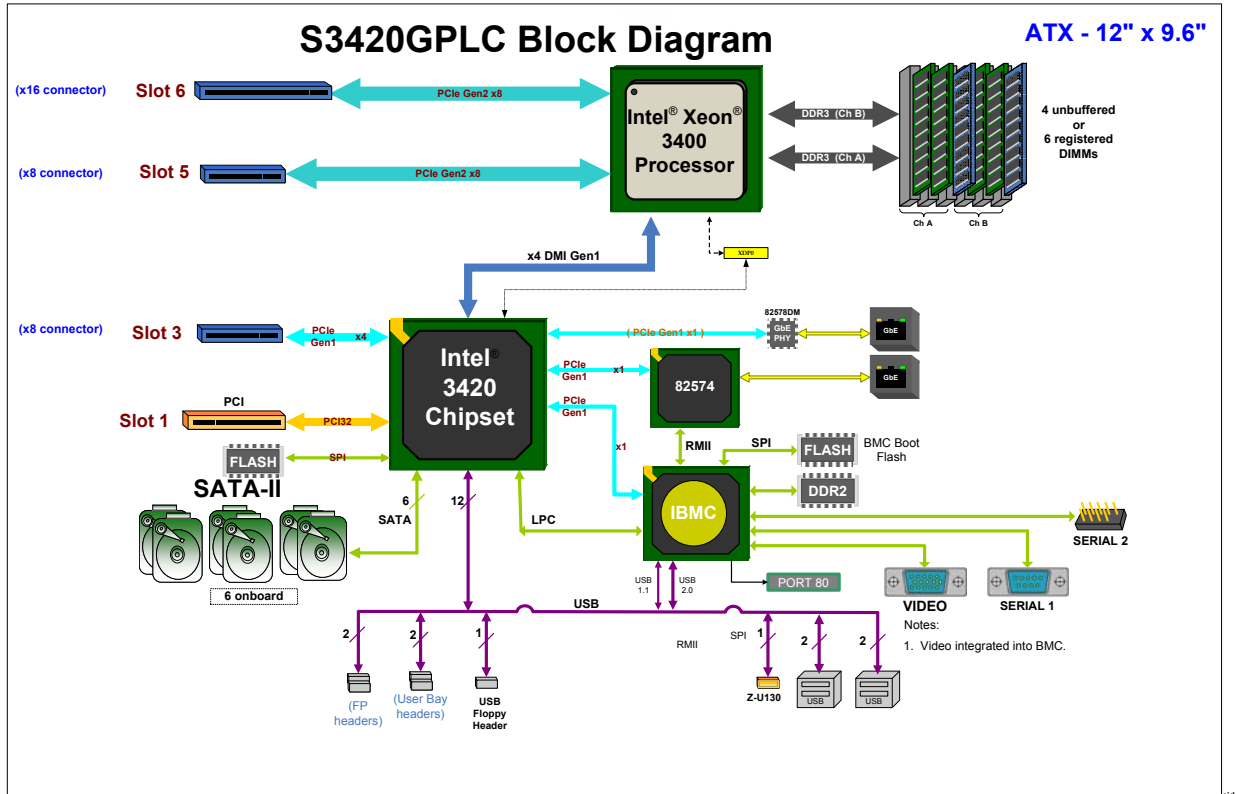 S3420GPLC Block Diagram
ATX - 12" x 9.6"
(x16 connector)
Slot 6
PCIe Gen2 x8
Intel® Xeon®
3400
Processor
DDR3 (Ch B)
DDR3 (Ch A)
4 unbuffered
or
6 registered
DIMMs
Ch A
Ch B
(x8 connector)
Slot 5
PCIe Gen2 x8
x4 DMI Gen1
XDP0
(x8 connector)
Slot 3
PCIe
Gen1
x4
Intel®
3420
Chipset
( PCIe Gen1 x1 )
82578DM
GbE
PHY
GbE
PCIe
Gen1
x1
82574
GbE
PCIe
Gen1
x1
Slot 1
PCI
PCI32
FLASH
SPI
RMII
SPI
FLASH
BMC Boot
Flash
DDR2
IBMC
SATA-II
6
SATA
12
LPC
6 onboard
SERIAL 2
USB
1.1
USB
2.0
PORT 80
VIDEO
SERIAL 1
USB
Notes:
1. Video integrated into BMC.
2
2
1
RMII
SPI
1
2
2
(FP
headers)
(User Bay
headers)
USB
Floppy
Header
Z-U130
USB
USB